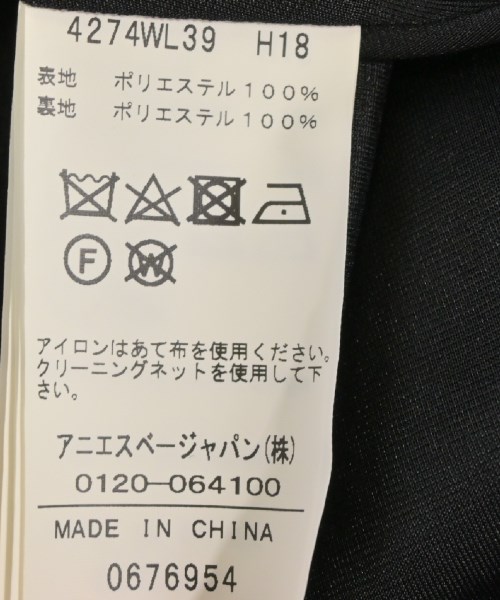 4274WL39 H18
表地 ポリエステル100%
裏地 ポリエステル100%
F W
アイロンはあて布を使用ください。
クリーニングネットを使用して下
さい。
アニエスベージャパン(株)
0120-064100
MADE IN CHINA
0676954